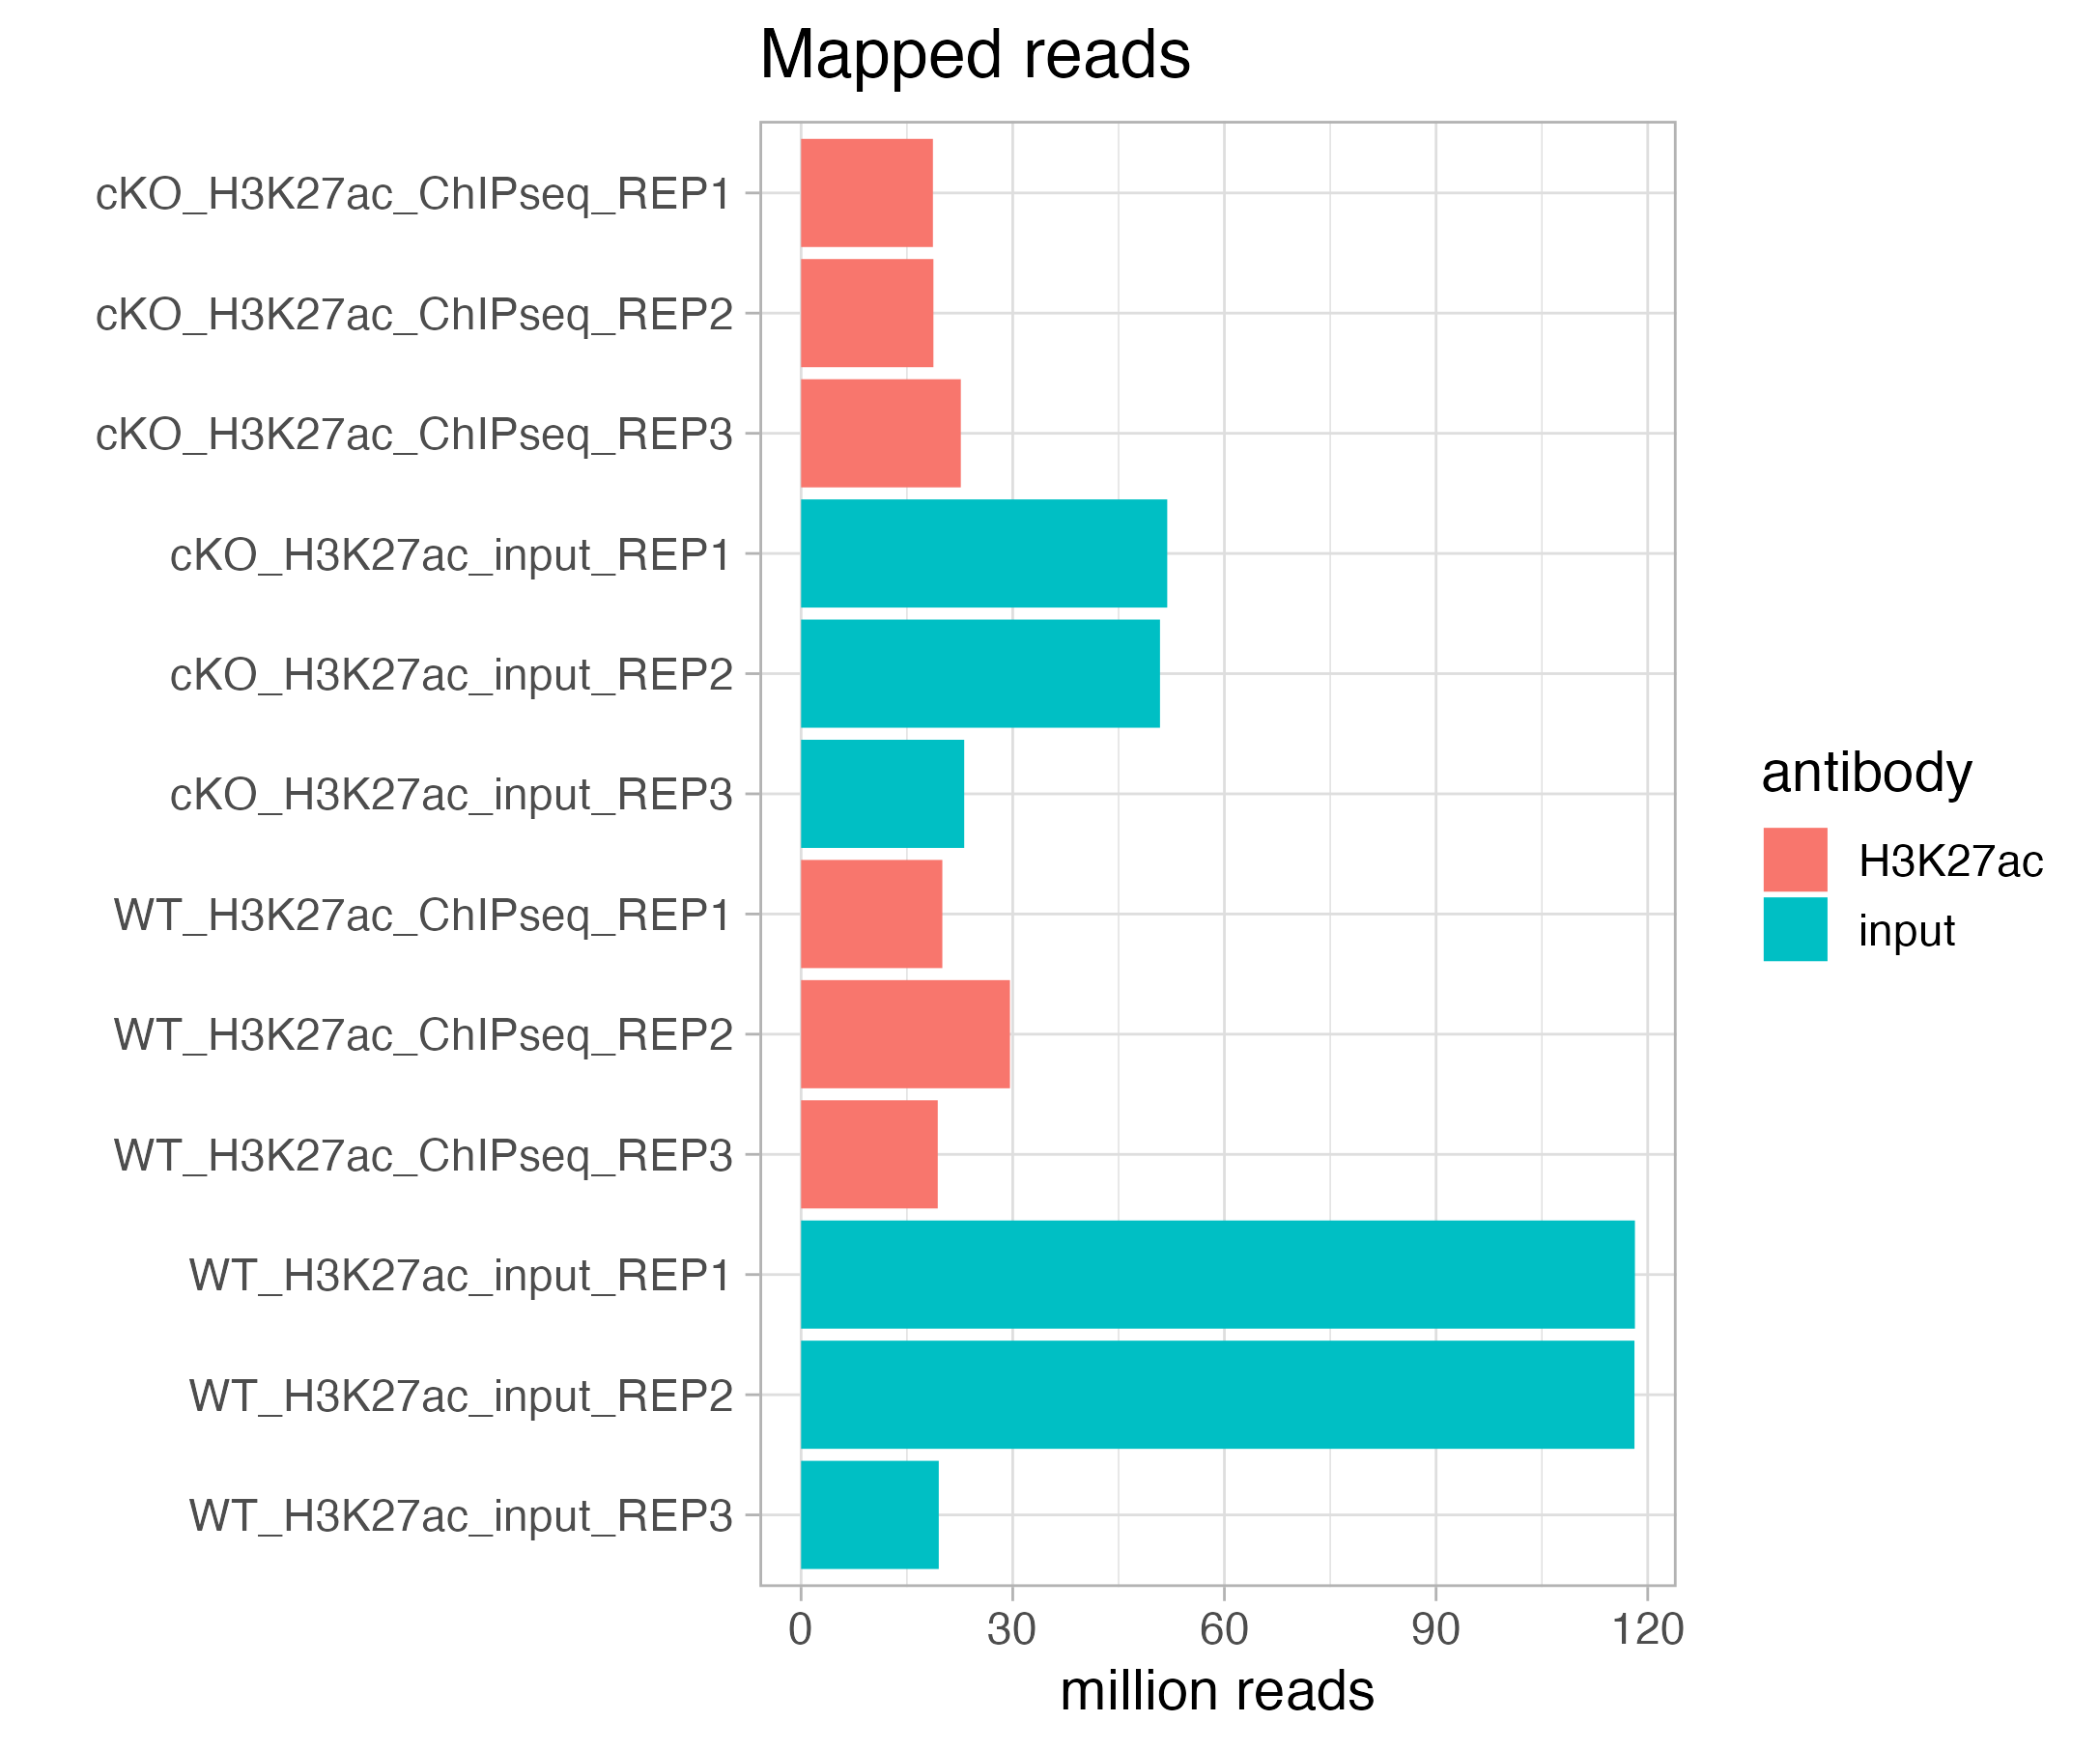 Mapped reads
cKO_H3K27ac_ChIPseq_REP1
cKO_H3K27ac_ChIPseq_REP2
cKO_H3K27ac_ChIPseq_REP3
cKO_H3K27ac_input_REP1
cKO_H3K27ac_input_REP2
cKO_H3K27ac_input_REP3
WT_H3K27ac_ChIPseq_REP1
WT_H3K27ac_ChIPseq_REP2
WT_H3K27ac_ChIPseq_REP3
WT_H3K27ac_input_REP1
WT_H3K27ac_input_REP2
WT_H3K27ac_input_REP3
0 30 60 90 120
million reads
antibody
H3K27ac
input